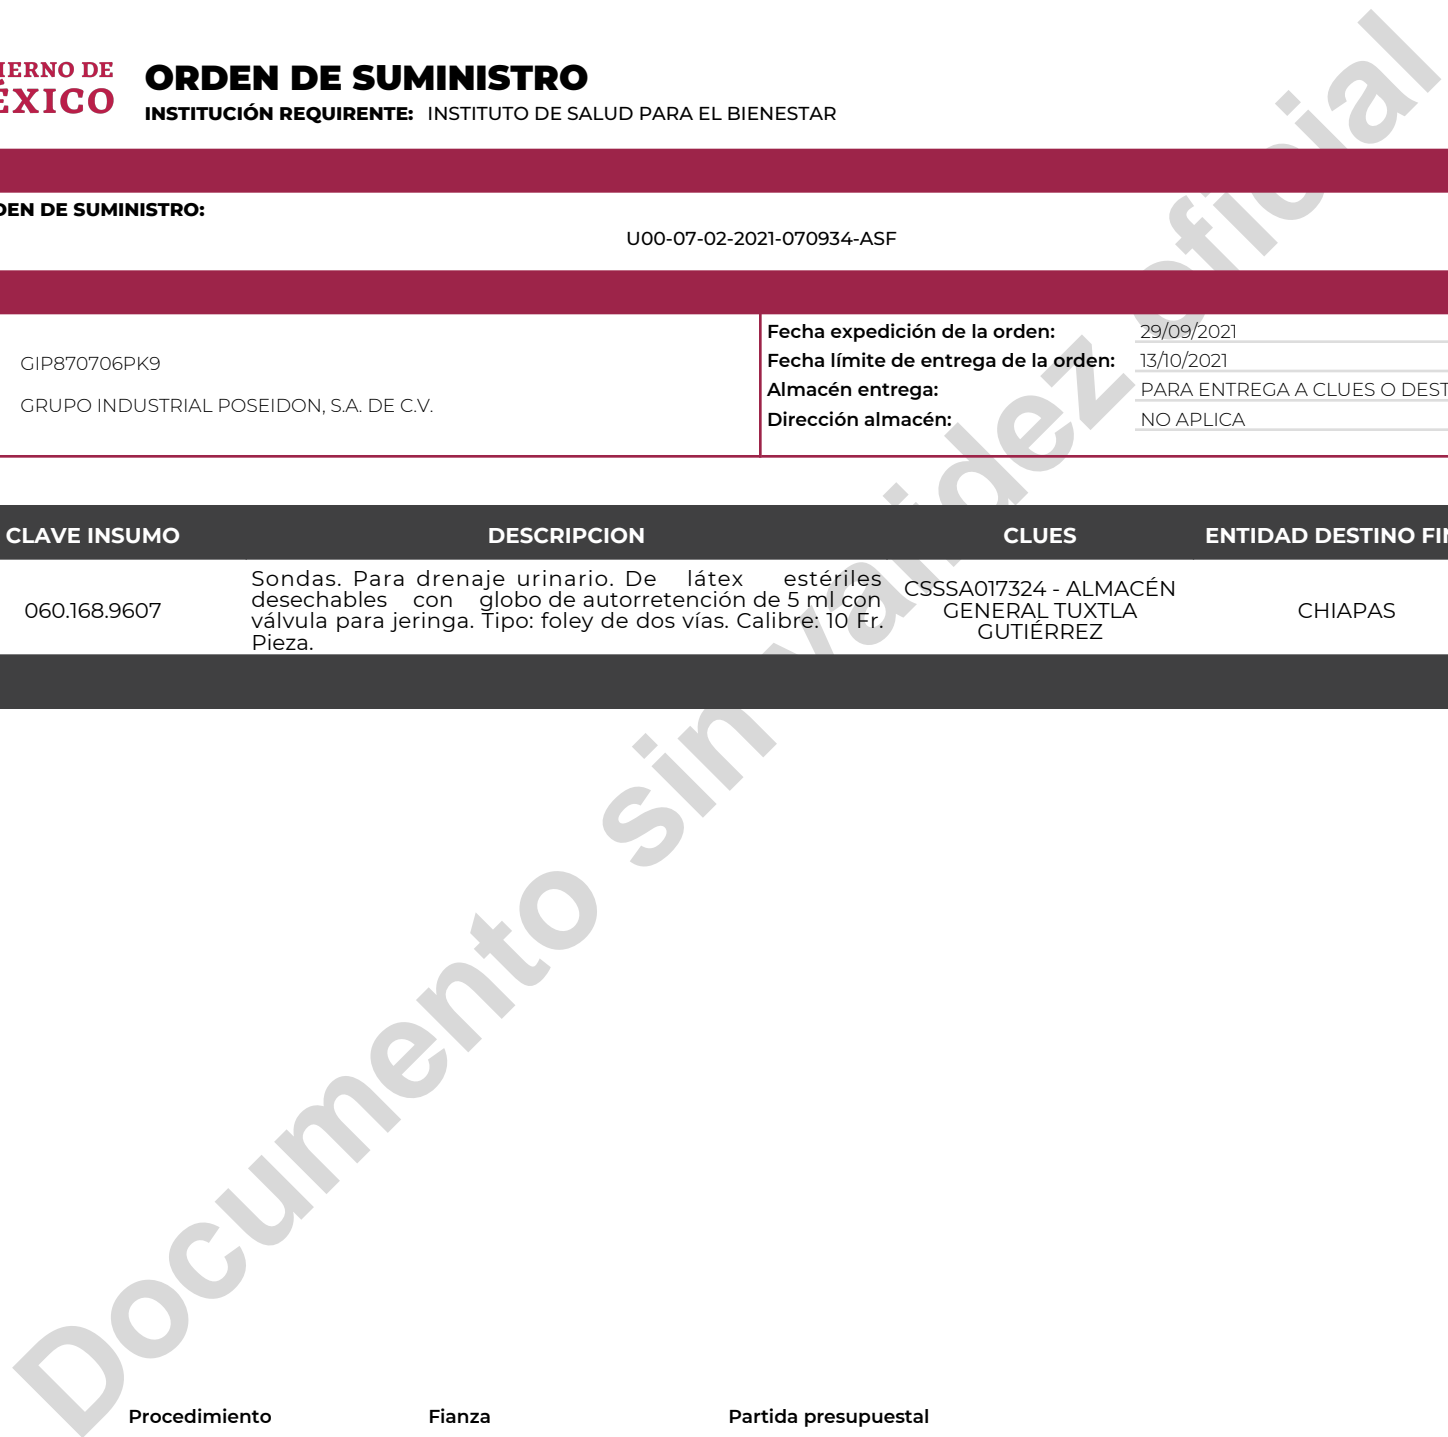 IERNO DE
ÉXICO
ORDEN DE SUMINISTRO
INSTITUCIÓN REQUIRENTE: INSTITUTO DE SALUD PARA EL BIENESTAR
DEN DE SUMINISTRO:
U00-07-02-2021-070934-ASF
GIP870706PK9
GRUPO INDUSTRIAL POSEIDON, S.A. DE C.V.
Fecha expedición de la orden: 29/09/2021
Fecha límite de entrega de la orden: 13/10/2021
Almacén entrega: PARA ENTREGA A CLUES O DEST
Dirección almacén: NO APLICA
CLAVE INSUMO DESCRIPCION CLUES ENTIDAD DESTINO FIN
060.168.9607
Sondas. Para drenaje urinario. De látex estériles
desechables con globo de autorretención de 5 ml con
válvula para jeringa. Tipo: foley de dos vías. Calibre: 10 Fr.
Pieza.
CSSSA017324 - ALMACÉN
GENERAL TUXTLA
GUTIÉRREZ
CHIAPAS
Documento sin validez oficial
Procedimiento Fianza Partida presupuestal